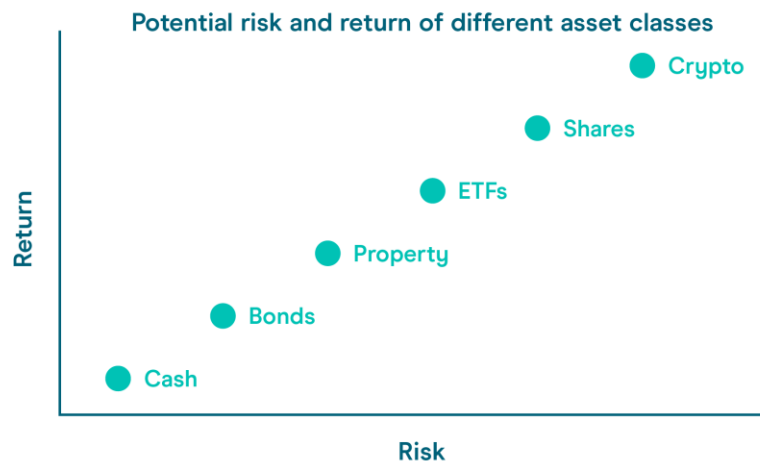 Potential risk and return of different asset classes
Crypto
Shares
ETFs
Return
Property
Bonds
Cash
Risk